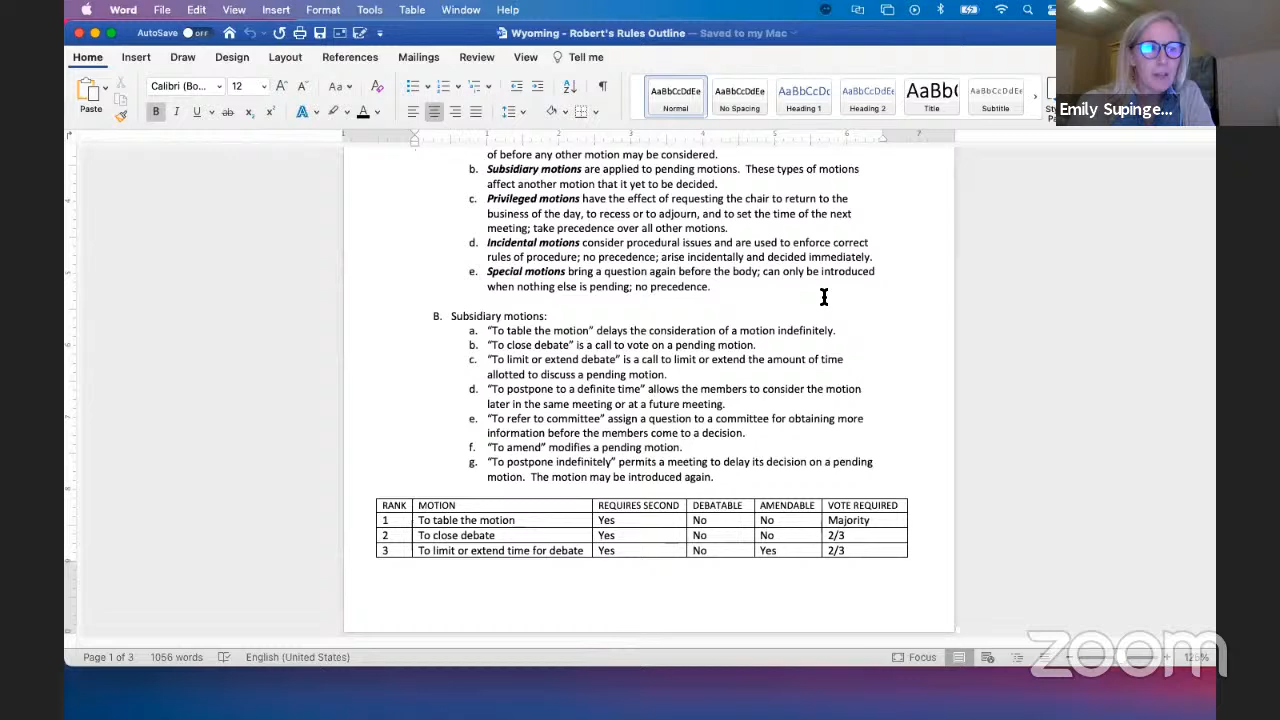 Word File Edit View Insert Format Tools Table Window Help
AutoSave OFF
Wyoming - Robert's Rules Outline — Saved to my Mac
Home Insert Draw Design Layout References Mailings Review View Tell me
Paste
Calibri (Bo... 12
AaBbCcDdEe AaBbCcDdEe AaBbCcDc AaBbCcDdEe AaBbC AaBbCcDdEe
Normal No Spacing Heading 1 Heading 2 Title Subtitle
Emily Supinge...
of before any other motion may be considered.
b. Subsidiary motions are applied to pending motions. These types of motions
affect another motion that it yet to be decided.
c. Privileged motions have the effect of requesting the chair to return to the
business of the day, to recess or to adjourn, and to set the time of the next
meeting; take precedence over all other motions.
d. Incidental motions consider procedural issues and are used to enforce correct
rules of procedure; no precedence; arise incidentally and decided immediately.
e. Special motions bring a question again before the body; can only be introduced
when nothing else is pending; no precedence.
B. Subsidiary motions:
a. “To table the motion” delays the consideration of a motion indefinitely.
b. “To close debate” is a call to vote on a pending motion.
c. “To limit or extend debate” is a call to limit or extend the amount of time
allotted to discuss a pending motion.
d. “To postpone to a definite time” allows the members to consider the motion
later in the same meeting or at a future meeting.
e. “To refer to committee” assign a question to a committee for obtaining more
information before the members come to a decision.
f. “To amend” modifies a pending motion.
g. “To postpone indefinitely” permits a meeting to delay its decision on a pending
motion. The motion may be introduced again.
RANK MOTION REQUIRES SECOND DEBATABLE AMENDABLE VOTE REQUIRED
1 To table the motion Yes No No Majority
2 To close debate Yes No No 2/3
3 To limit or extend time for debate Yes No Yes 2/3
Page 1 of 3 1056 words English (United States) Focus 125%
zoom